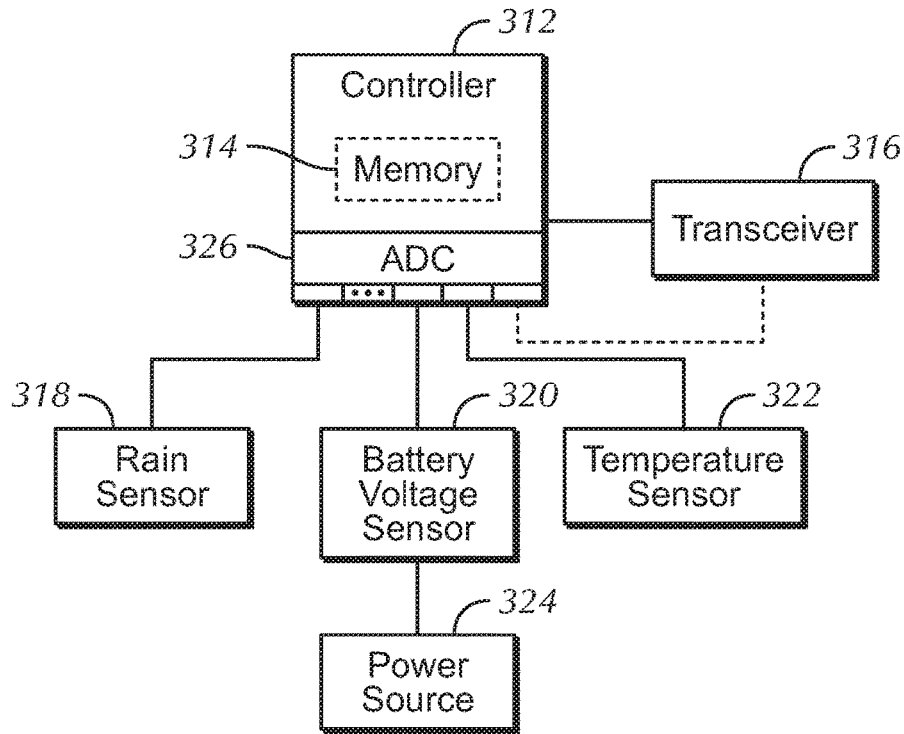 312
Controller
314
Memory
316
Transceiver
326
ADC
318
Rain
Sensor
320
Battery
Voltage
Sensor
322
Temperature
Sensor
324
Power
Source